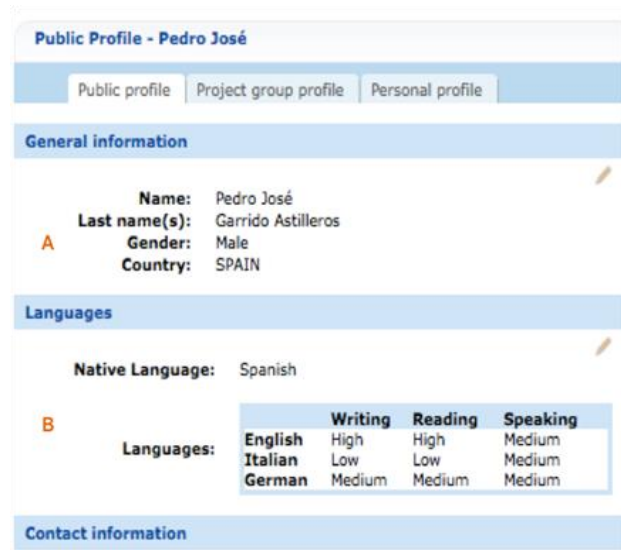 Public Profile - Pedro José
Public profile Project group profile Personal profile
General information
Name: Pedro José
Last name(s): Garrido Astilleros
A Gender: Male
Country: SPAIN
Languages
Native Language: Spanish
Writing Reading Speaking
B Languages: English High High Medium
Italian Low Low Medium
German Medium Medium Medium
Contact information